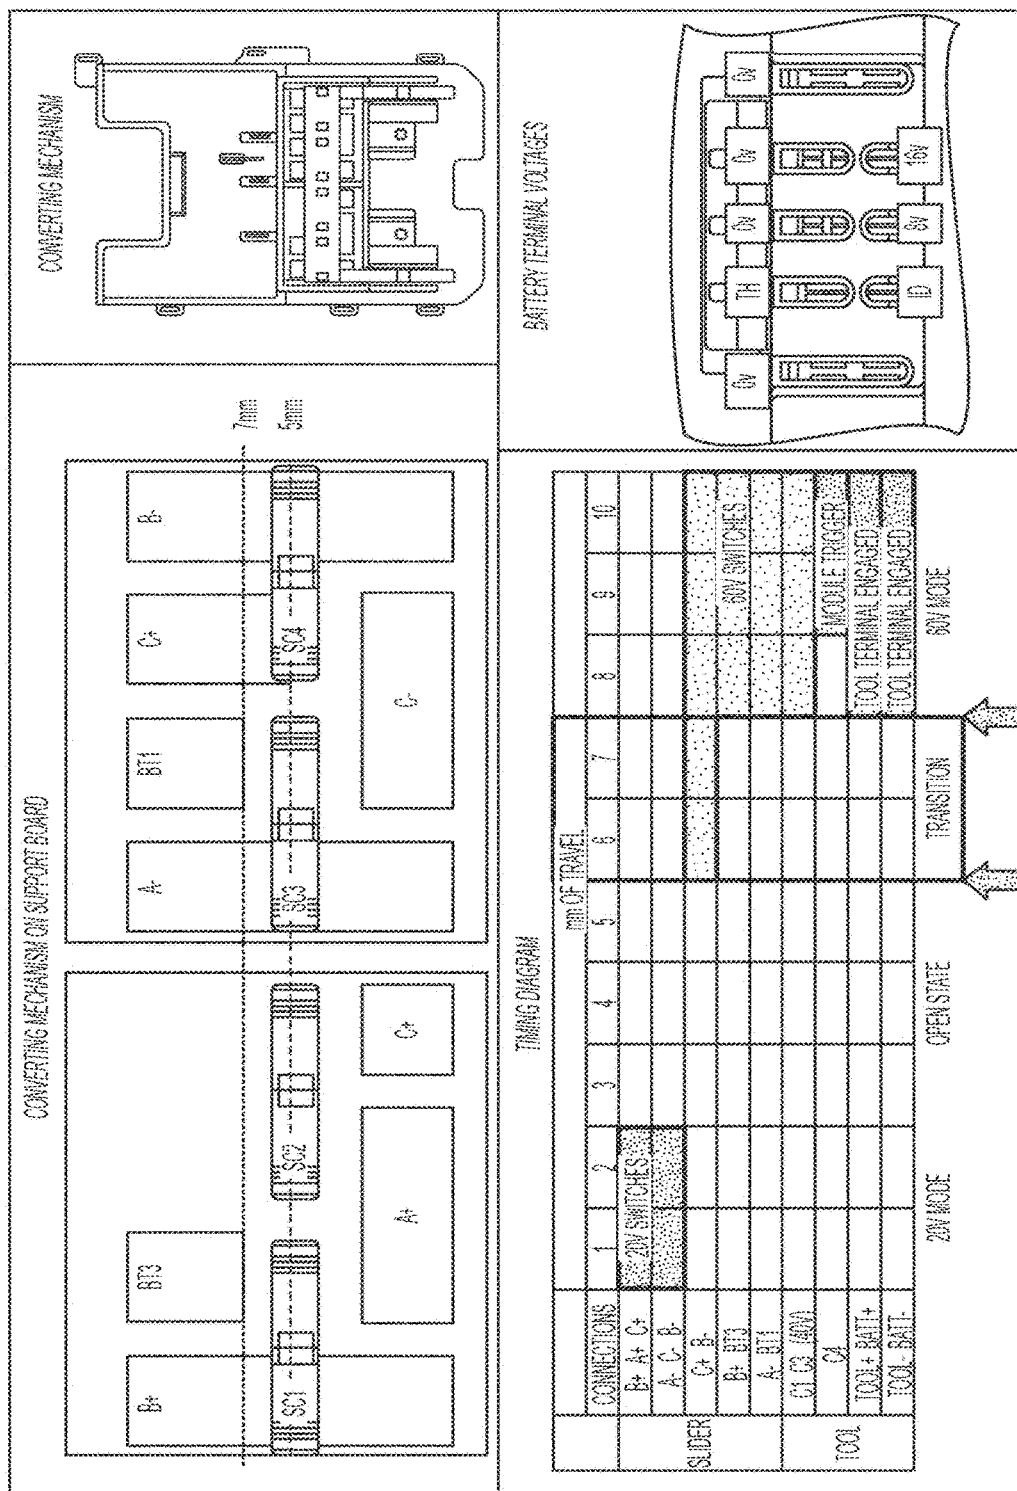 CONVERTING MECHANISM ON SUPPORT BOARD
B+
BT3
A+
C+
SC1
SC2
A-
BT1
C+
B-
C-
SC3
SC4
7mm
5mm
CONVERTING MECHANISM
TIMING DIAGRAM
mm OF TRAVEL
CONNECTIONS 1 2 3 4 5 6 7 8 9 10
SLIDER
B+ A+ C+
20V SWITCHES
A- C- B-
C+ B-
B+ BT3
60V SWITCHES
A- BT1
TOOL
C1 C3 (40V)
C4
MODULE TRIGGER
TOOL+ BATT+
TOOL TERMINAL ENGAGED
TOOL- BATT-
TOOL TERMINAL ENGAGED
20V MODE
OPEN STATE
TRANSITION
60V MODE
BATTERY TERMINAL VOLTAGES
0v
TH
0v
0v
0v
ID
8v
16v